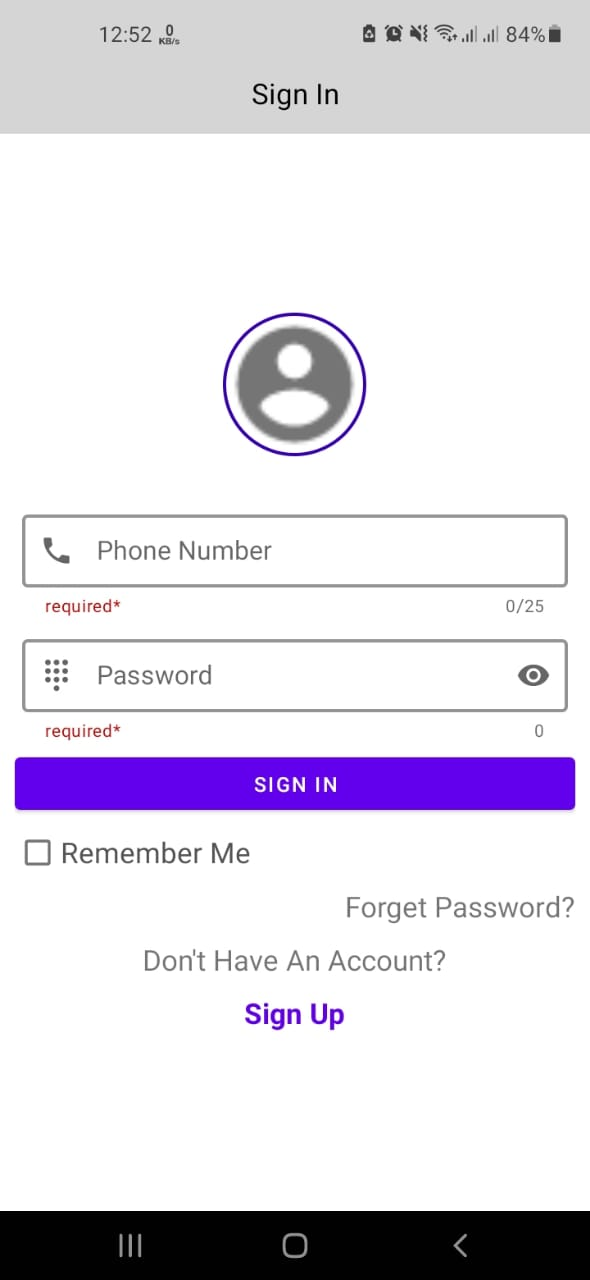 12:52 0 KB/s 84%
Sign In
Phone Number
required* 0/25
Password
required* 0
SIGN IN
Remember Me
Forget Password?
Don't Have An Account?
Sign Up